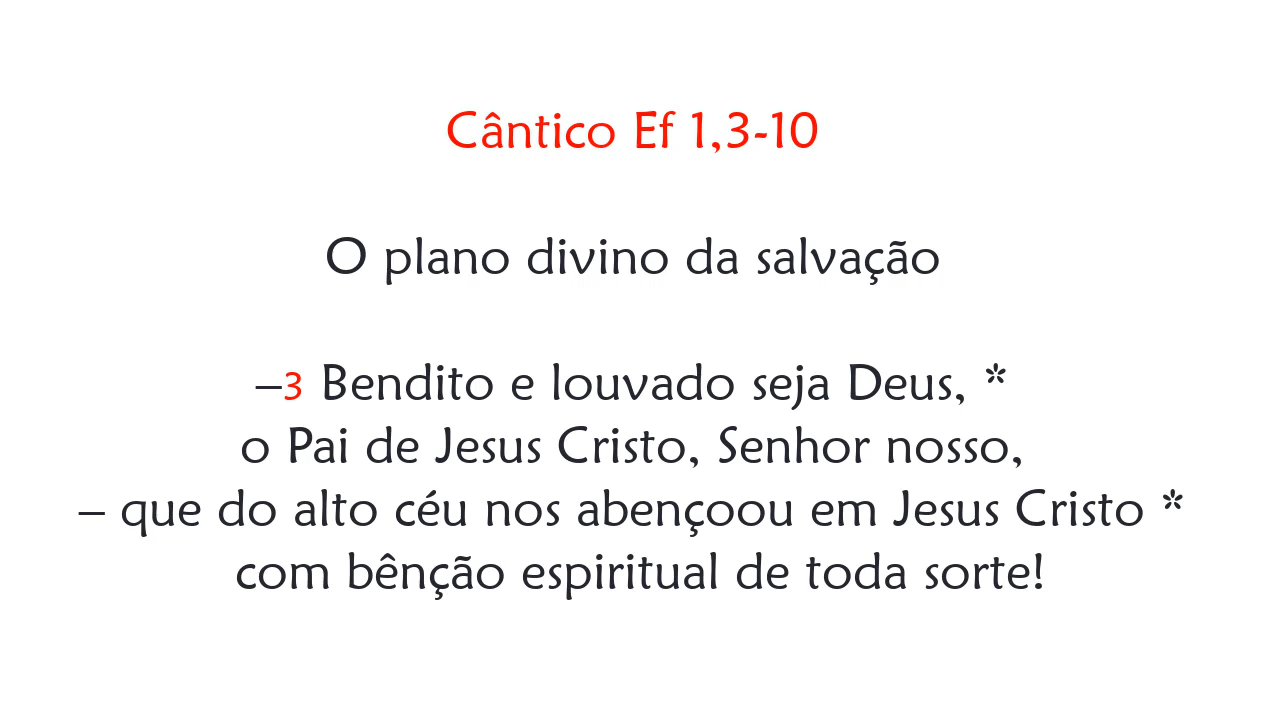 Cântico Ef 1,3-10
O plano divino da salvação
–3 Bendito e louvado seja Deus, *
o Pai de Jesus Cristo, Senhor nosso,
– que do alto céu nos abençoou em Jesus Cristo *
com bênção espiritual de toda sorte!